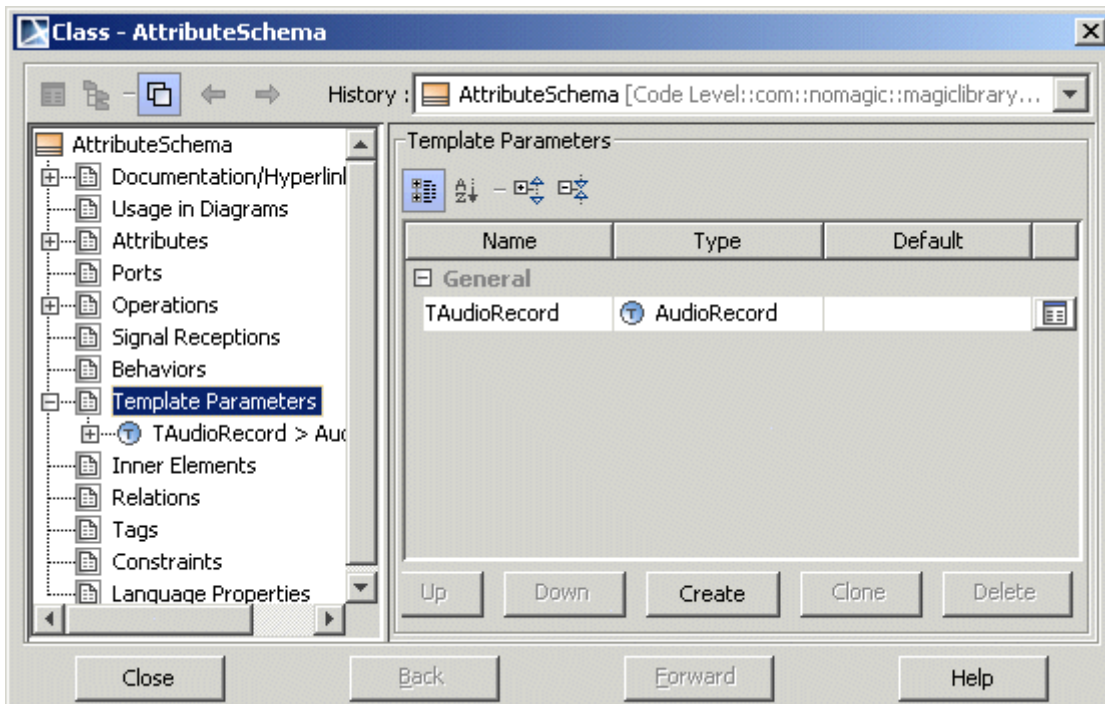 Class - AttributeSchema
History : AttributeSchema [Code Level::com::nomagic::magiclibrary...
AttributeSchema
Documentation/Hyperlinl
Usage in Diagrams
Attributes
Ports
Operations
Signal Receptions
Behaviors
Template Parameters
TAudioRecord > Auc
Inner Elements
Relations
Tags
Constraints
Language Properties
Template Parameters
Name Type Default
General
TAudioRecord AudioRecord
Up Down Create Clone Delete
Close Back Forward Help